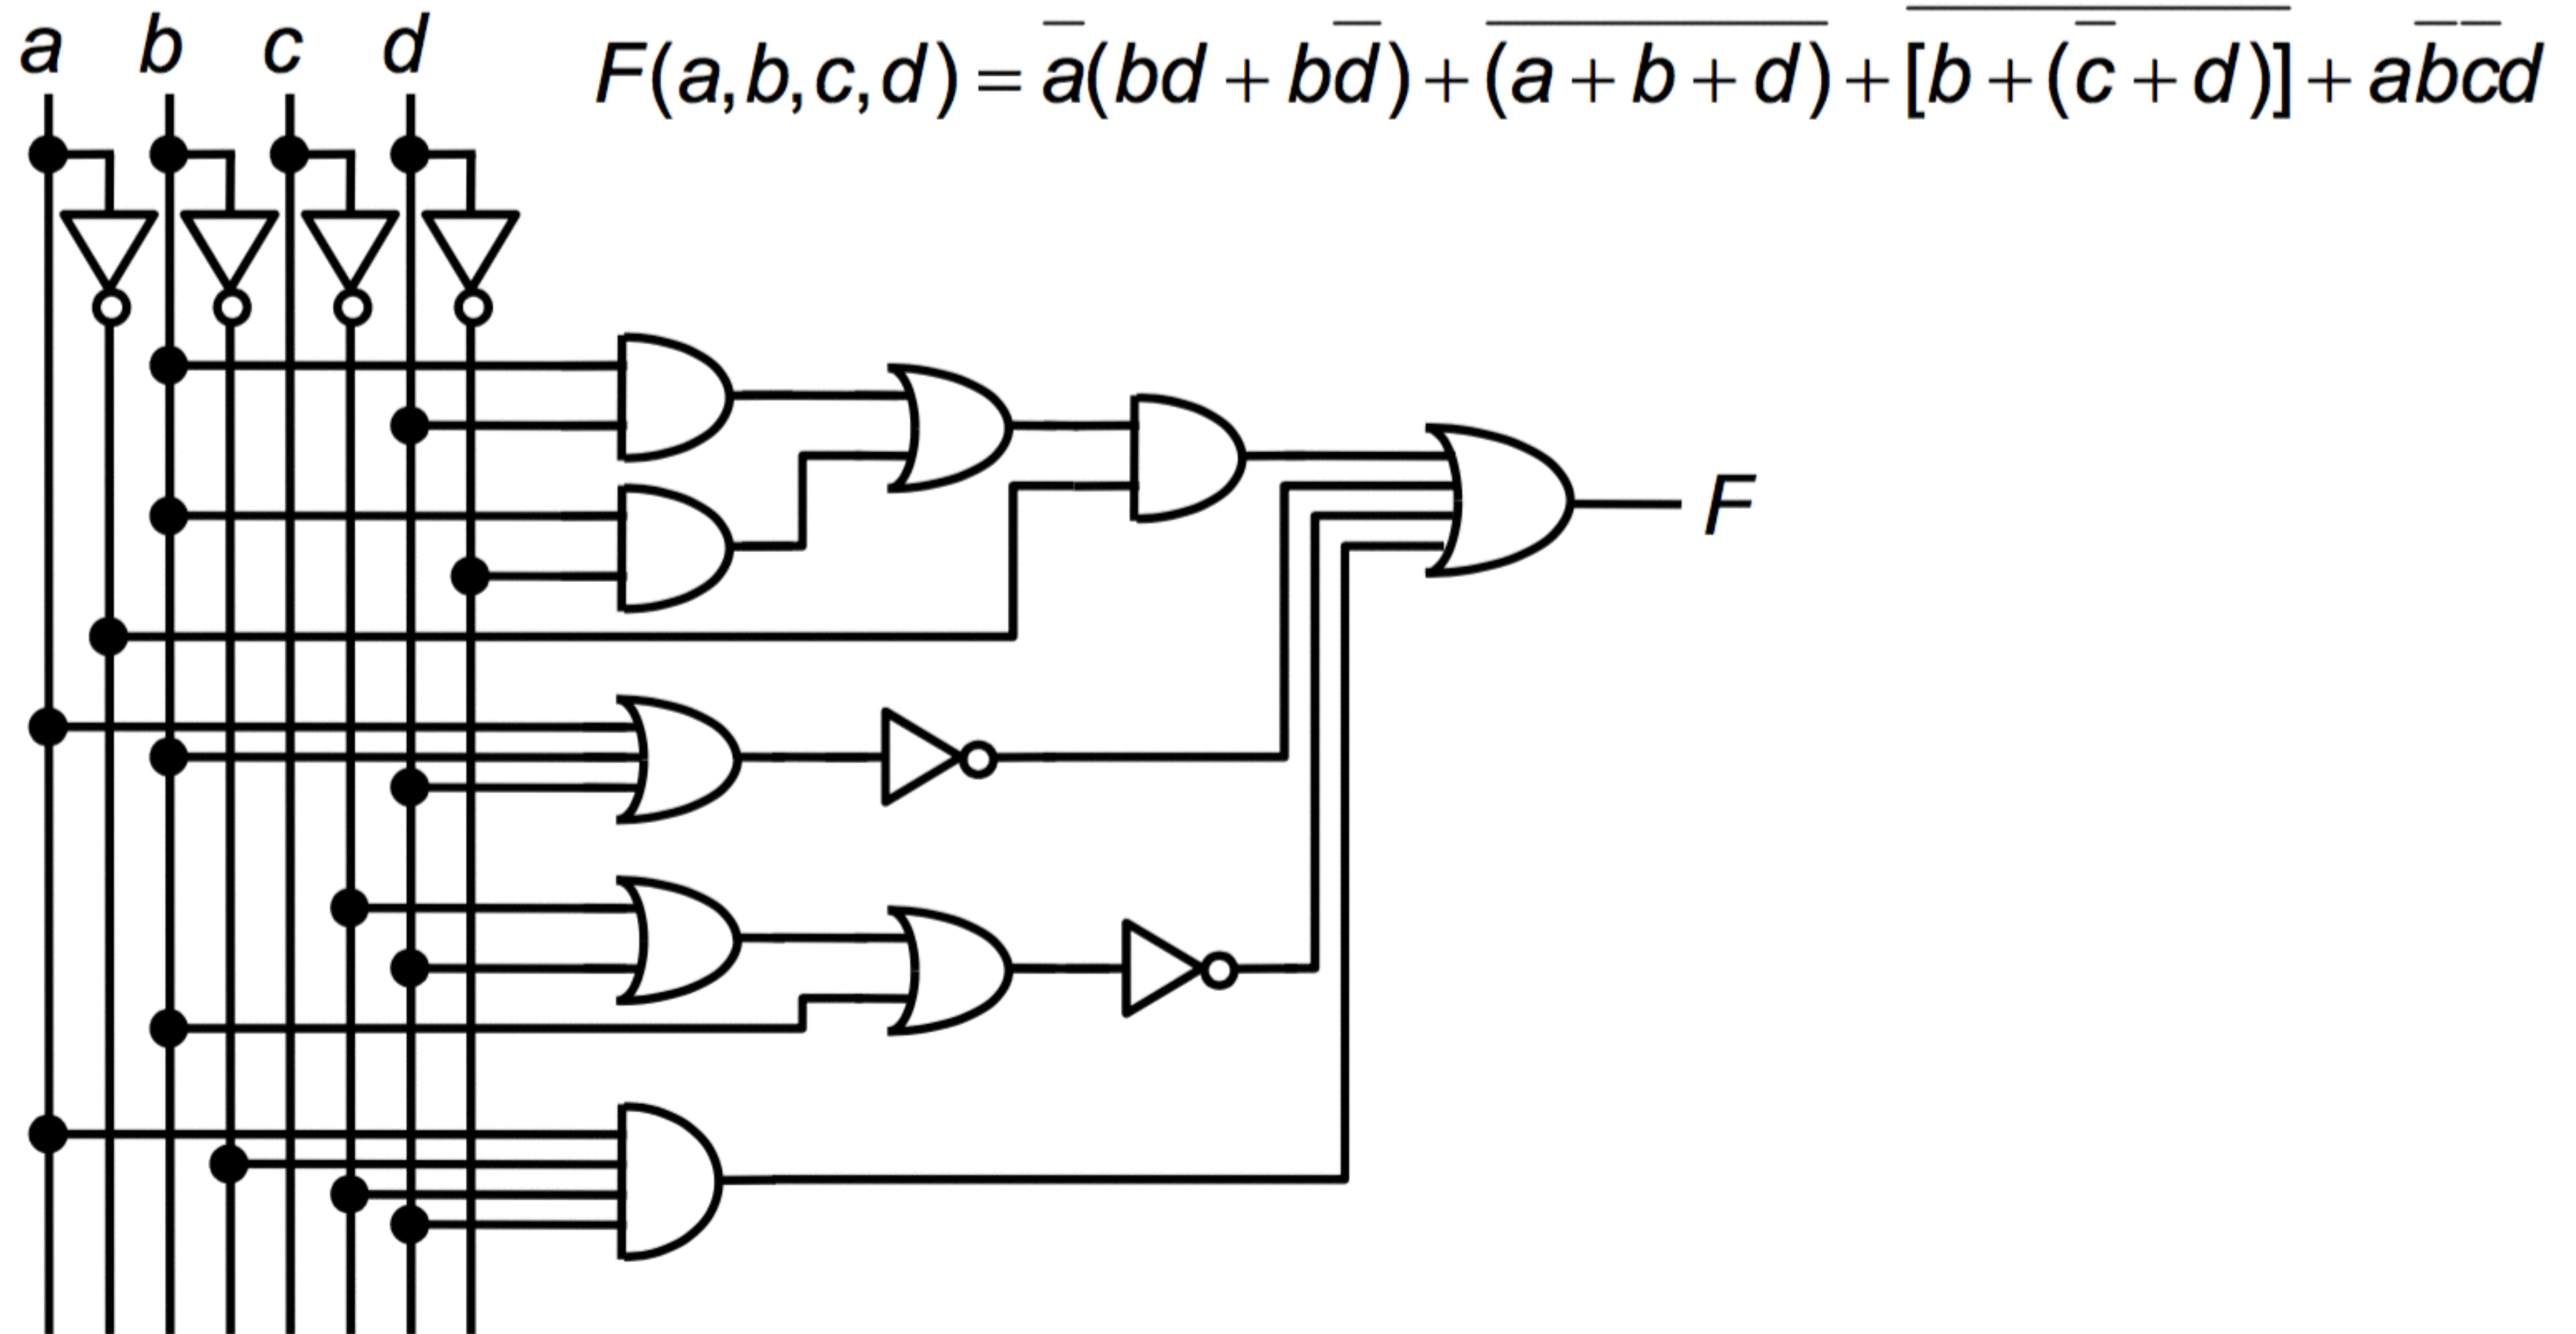 a b c d F(a,b,c,d) = a̅(bd + bd̅) + (a̅ ̅+̅ ̅b̅ ̅+̅ ̅d̅) + [b̅ ̅+̅ ̅(̅c̅̅ ̅+̅ ̅d̅)̅] + ab̅c̅d
F